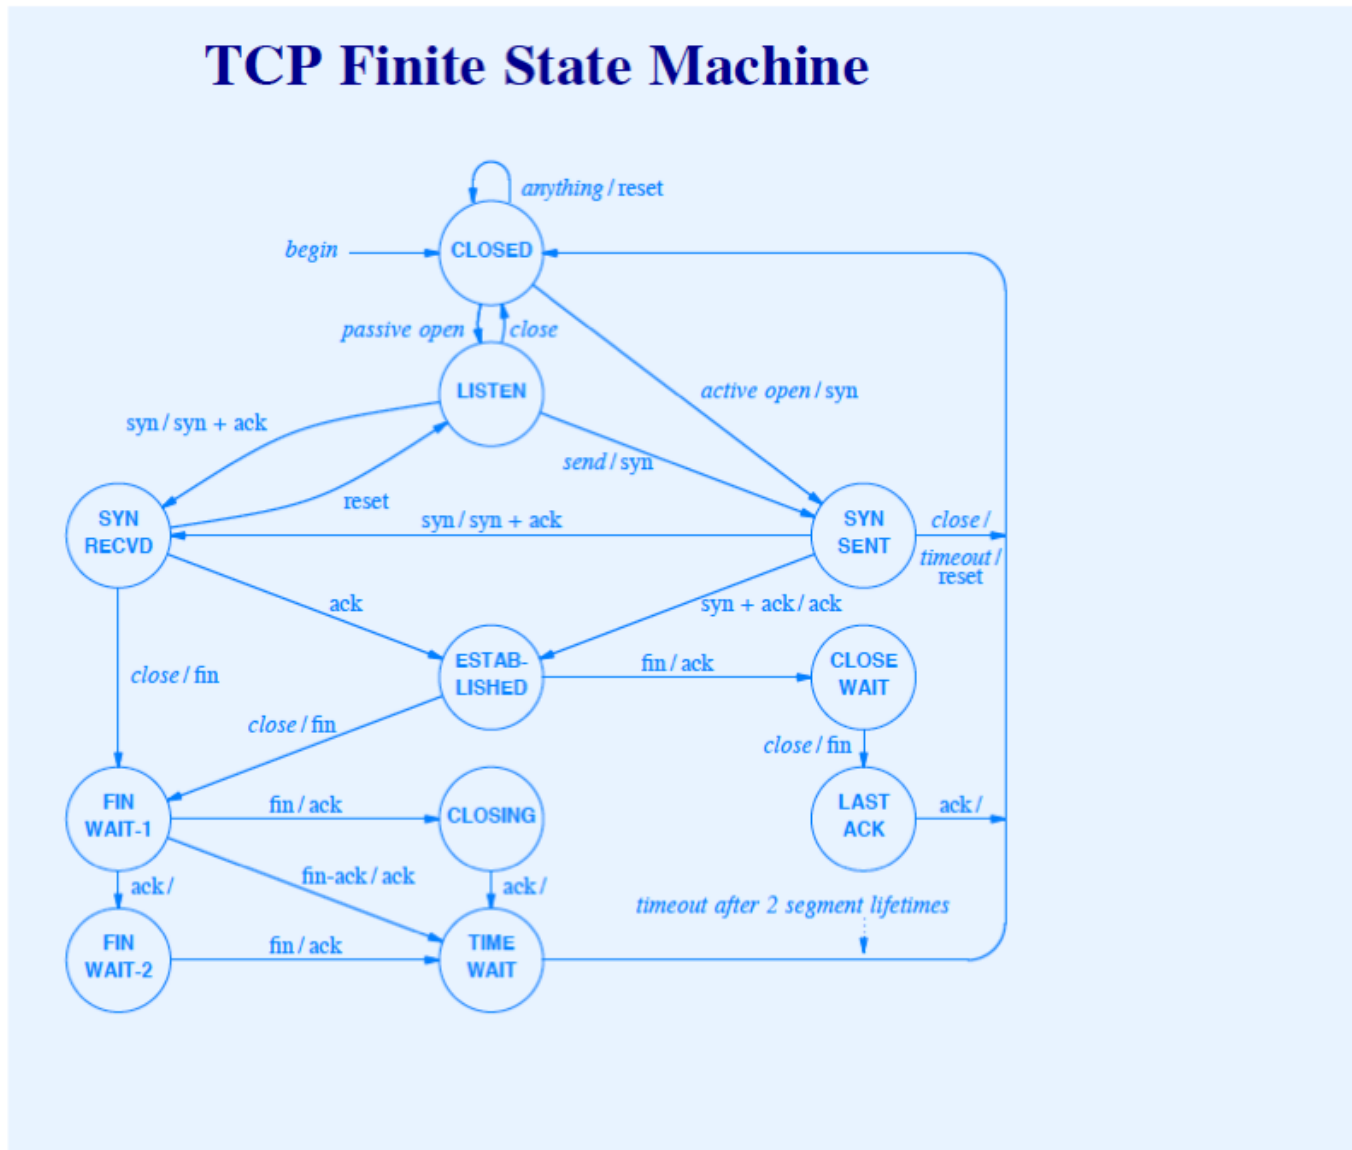 TCP Finite State Machine
anything / reset
begin
CLOSED
passive open
close
LISTEN
active open / syn
syn / syn + ack
send / syn
reset
SYN
RECVD
syn / syn + ack
SYN
SENT
close /
timeout /
reset
ack
syn + ack / ack
ESTAB-
LISHED
fin / ack
CLOSE
WAIT
close / fin
close / fin
close / fin
FIN
WAIT-1
fin / ack
CLOSING
LAST
ACK
ack /
ack /
fin-ack / ack
ack /
timeout after 2 segment lifetimes
FIN
WAIT-2
fin / ack
TIME
WAIT